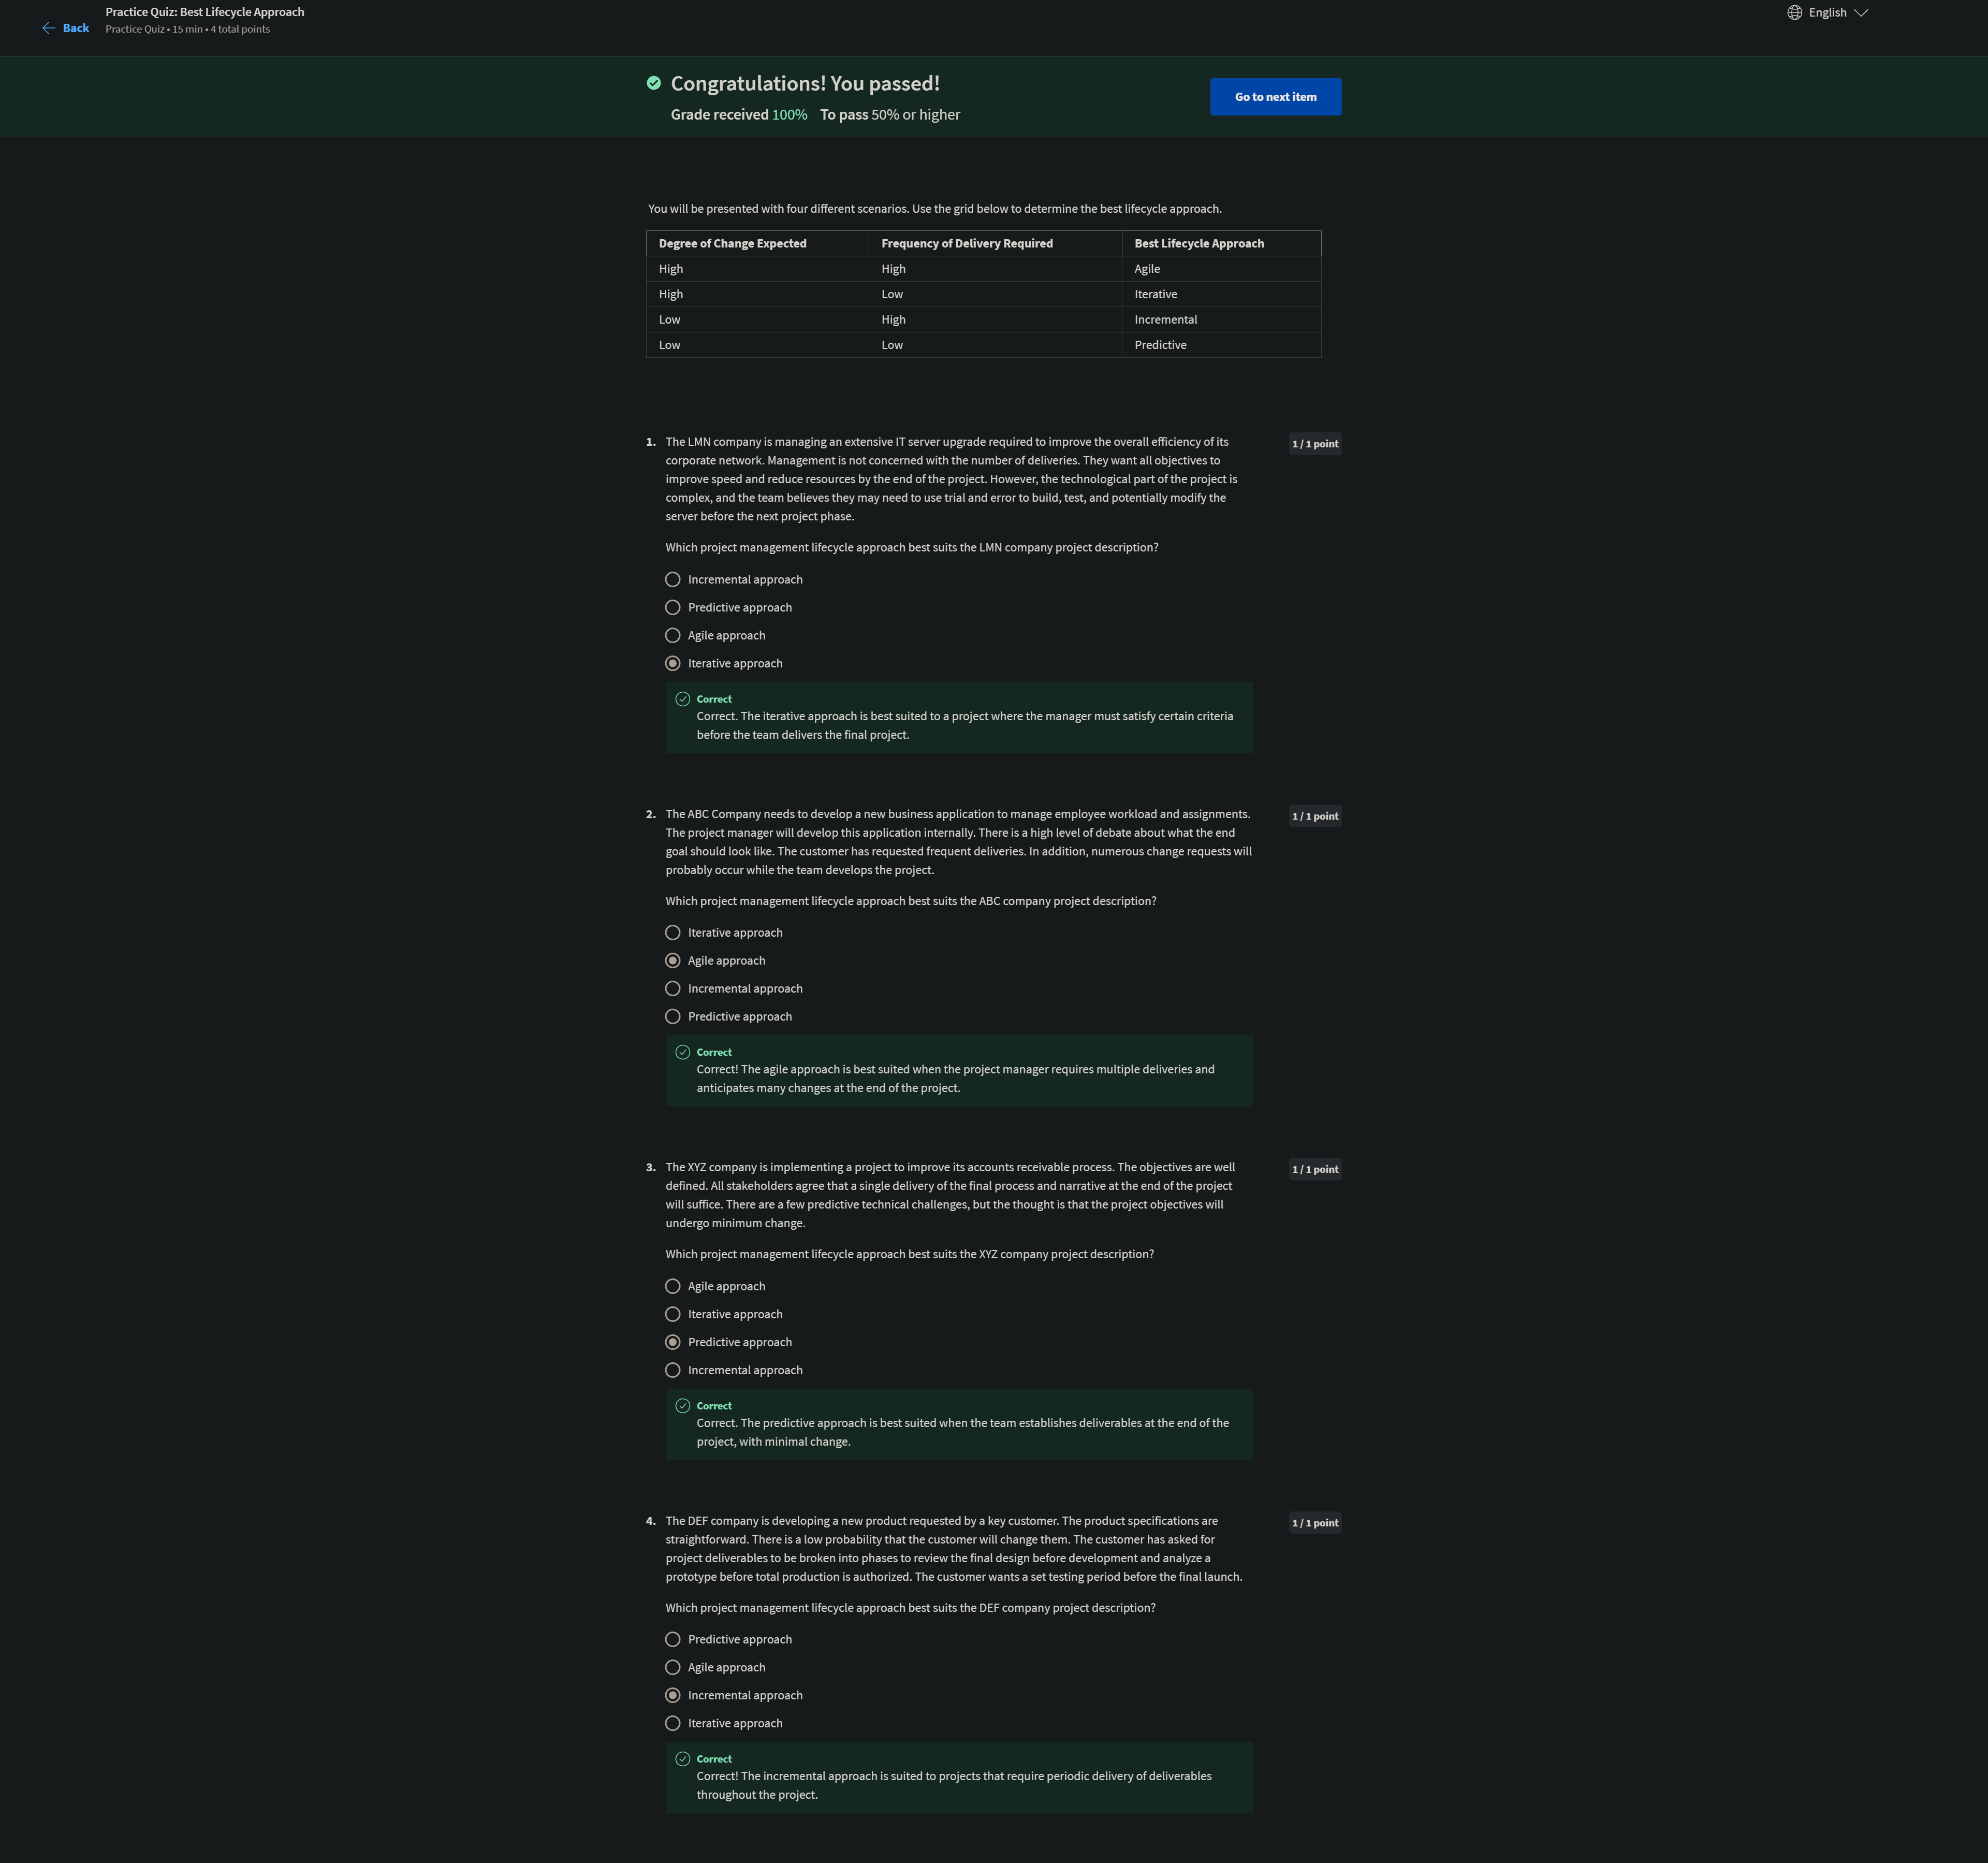 Practice Quiz: Best Lifecycle Approach
Back
Practice Quiz • 15 min • 4 total points
English
Congratulations! You passed!
Grade received 100% To pass 50% or higher
Go to next item
You will be presented with four different scenarios. Use the grid below to determine the best lifecycle approach.
Degree of Change Expected Frequency of Delivery Required Best Lifecycle Approach
High High Agile
High Low Iterative
Low High Incremental
Low Low Predictive
1. The LMN company is managing an extensive IT server upgrade required to improve the overall efficiency of its
1 / 1 point
corporate network. Management is not concerned with the number of deliveries. They want all objectives to
improve speed and reduce resources by the end of the project. However, the technological part of the project is
complex, and the team believes they may need to use trial and error to build, test, and potentially modify the
server before the next project phase.
Which project management lifecycle approach best suits the LMN company project description?
Incremental approach
Predictive approach
Agile approach
Iterative approach
Correct
Correct. The iterative approach is best suited to a project where the manager must satisfy certain criteria
before the team delivers the final project.
2. The ABC Company needs to develop a new business application to manage employee workload and assignments.
1 / 1 point
The project manager will develop this application internally. There is a high level of debate about what the end
goal should look like. The customer has requested frequent deliveries. In addition, numerous change requests will
probably occur while the team develops the project.
Which project management lifecycle approach best suits the ABC company project description?
Iterative approach
Agile approach
Incremental approach
Predictive approach
Correct
Correct! The agile approach is best suited when the project manager requires multiple deliveries and
anticipates many changes at the end of the project.
3. The XYZ company is implementing a project to improve its accounts receivable process. The objectives are well
1 / 1 point
defined. All stakeholders agree that a single delivery of the final process and narrative at the end of the project
will suffice. There are a few predictive technical challenges, but the thought is that the project objectives will
undergo minimum change.
Which project management lifecycle approach best suits the XYZ company project description?
Agile approach
Iterative approach
Predictive approach
Incremental approach
Correct
Correct. The predictive approach is best suited when the team establishes deliverables at the end of the
project, with minimal change.
4. The DEF company is developing a new product requested by a key customer. The product specifications are
1 / 1 point
straightforward. There is a low probability that the customer will change them. The customer has asked for
project deliverables to be broken into phases to review the final design before development and analyze a
prototype before total production is authorized. The customer wants a set testing period before the final launch.
Which project management lifecycle approach best suits the DEF company project description?
Predictive approach
Agile approach
Incremental approach
Iterative approach
Correct
Correct! The incremental approach is suited to projects that require periodic delivery of deliverables
throughout the project.